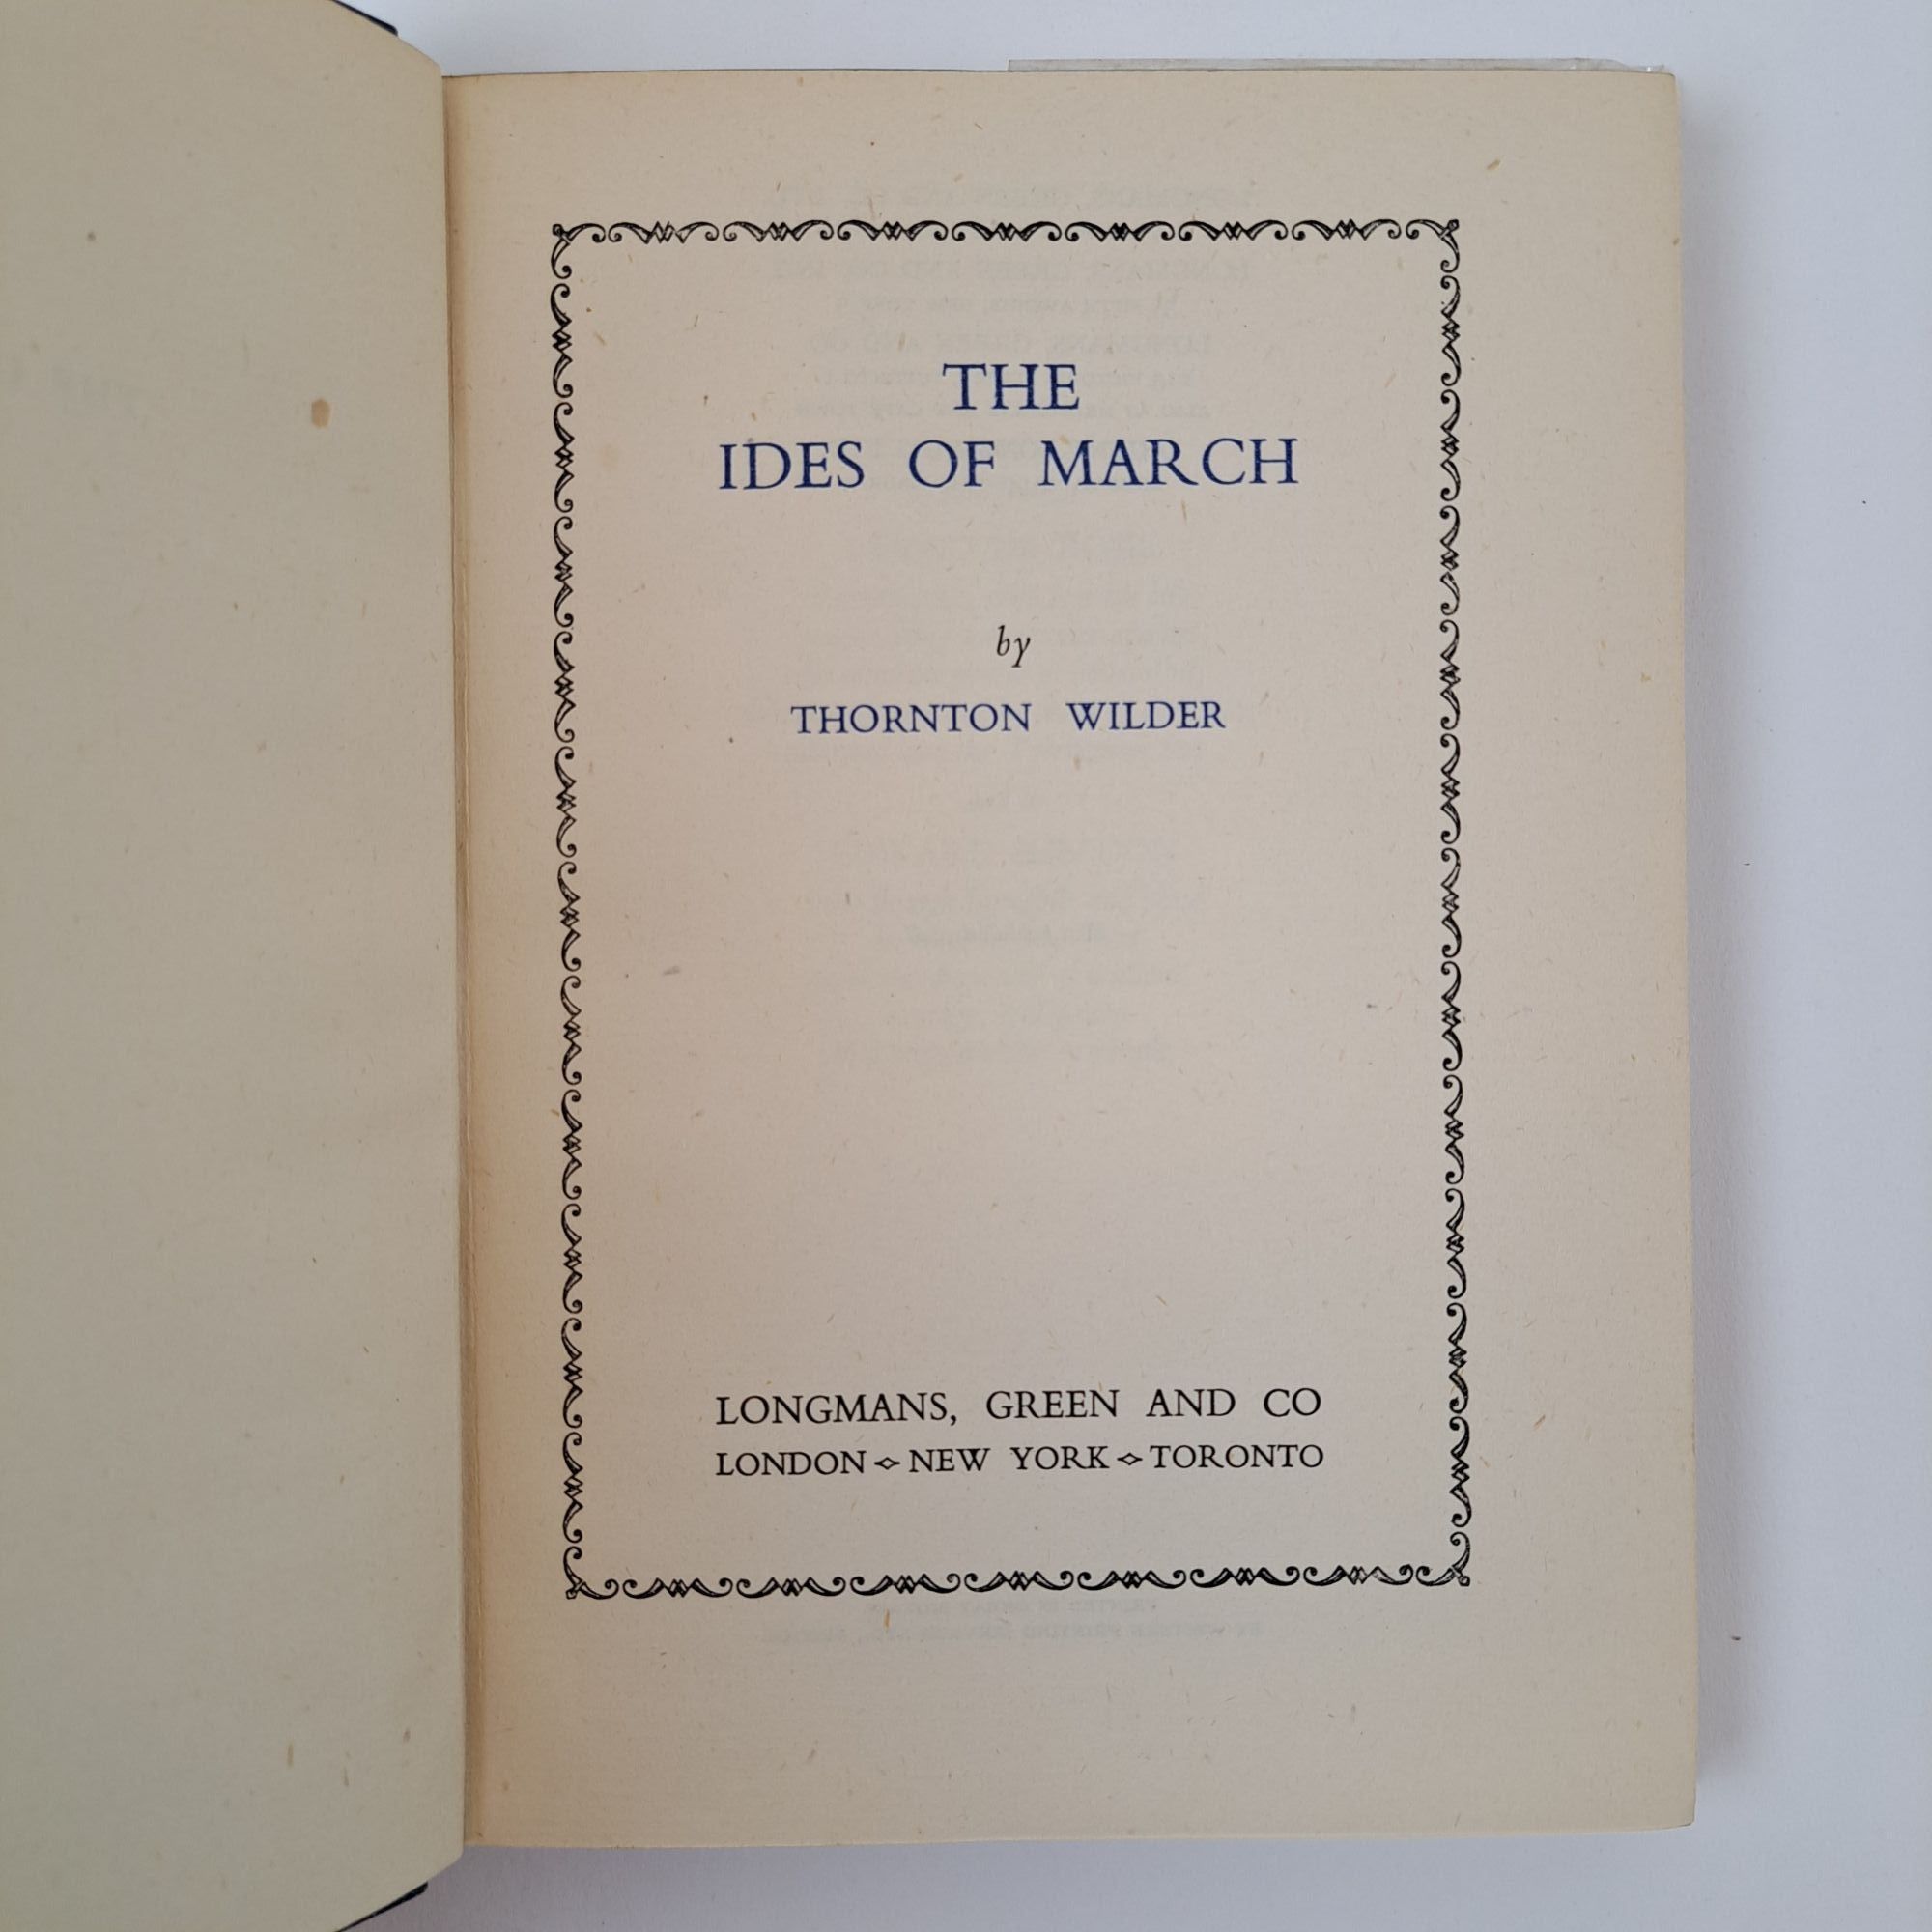 THE
IDES OF MARCH
by
THORNTON WILDER
LONGMANS, GREEN AND CO
LONDON ⟡ NEW YORK ⟡ TORONTO